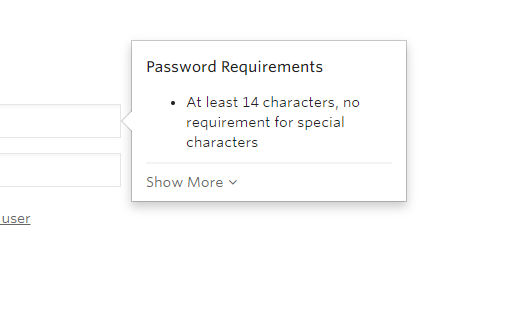 Password Requirements
• At least 14 characters, no
requirement for special
characters
Show More
user